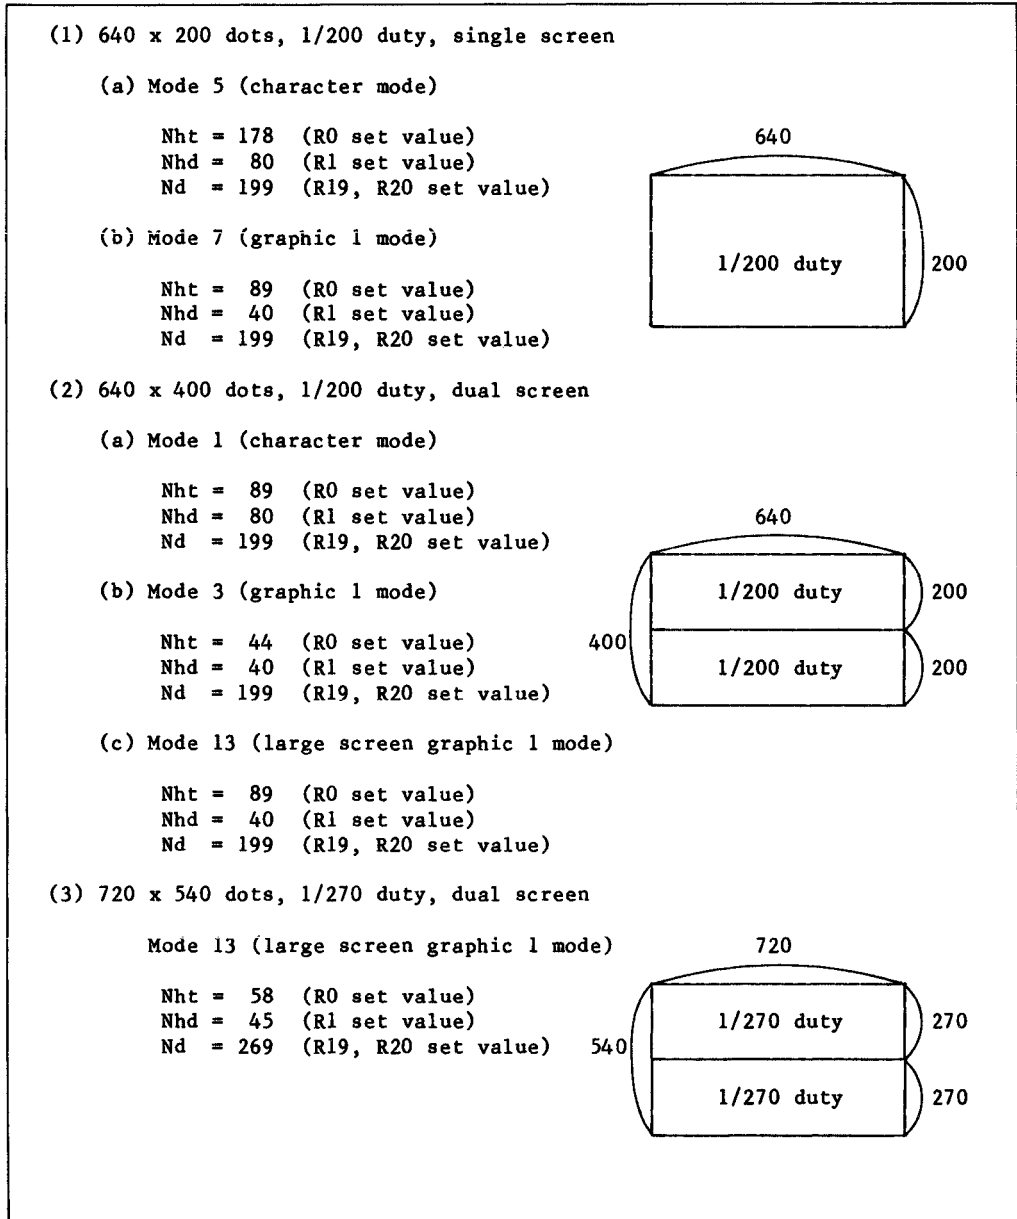 (1) 640 x 200 dots, 1/200 duty, single screen
(a) Mode 5 (character mode)
Nht = 178 (R0 set value)
Nhd = 80 (R1 set value)
Nd = 199 (R19, R20 set value)
640
1/200 duty
200
(b) Mode 7 (graphic 1 mode)
Nht = 89 (R0 set value)
Nhd = 40 (R1 set value)
Nd = 199 (R19, R20 set value)
(2) 640 x 400 dots, 1/200 duty, dual screen
(a) Mode 1 (character mode)
Nht = 89 (R0 set value)
Nhd = 80 (R1 set value)
Nd = 199 (R19, R20 set value)
640
1/200 duty
200
400
1/200 duty
200
(b) Mode 3 (graphic 1 mode)
Nht = 44 (R0 set value)
Nhd = 40 (R1 set value)
Nd = 199 (R19, R20 set value)
(c) Mode 13 (large screen graphic 1 mode)
Nht = 89 (R0 set value)
Nhd = 40 (R1 set value)
Nd = 199 (R19, R20 set value)
(3) 720 x 540 dots, 1/270 duty, dual screen
Mode 13 (large screen graphic 1 mode)
Nht = 58 (R0 set value)
Nhd = 45 (R1 set value)
Nd = 269 (R19, R20 set value)
720
1/270 duty
270
540
1/270 duty
270